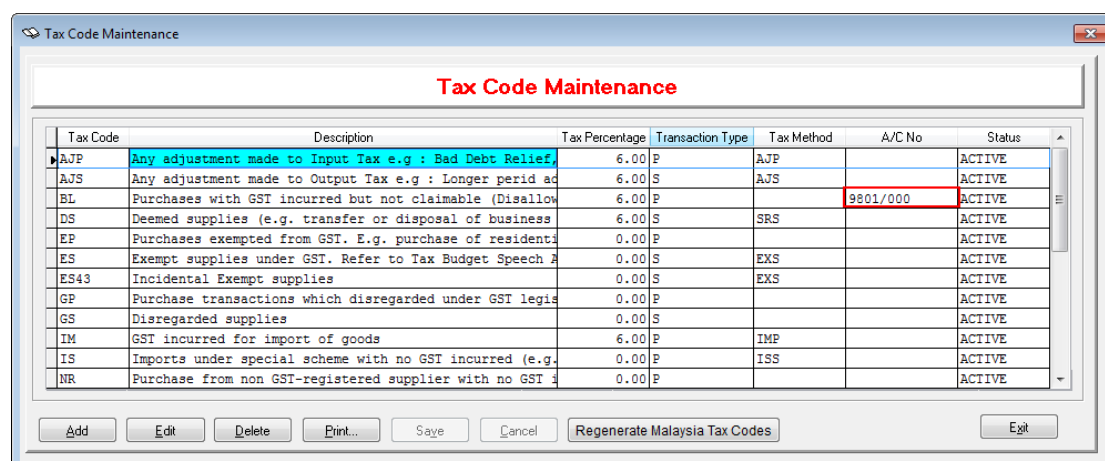 Tax Code Maintenance
Tax Code Maintenance
Tax Code Description Tax Percentage Transaction Type Tax Method A/C No Status
AJP Any adjustment made to Input Tax e.g : Bad Debt Relief, 6.00 P AJP ACTIVE
AJS Any adjustment made to Output Tax e.g : Longer perid ad 6.00 S AJS ACTIVE
BL Purchases with GST incurred but not claimable (Disallow 6.00 P 9801/000 ACTIVE
DS Deemed supplies (e.g. transfer or disposal of business 6.00 S SRS ACTIVE
EP Purchases exempted from GST. E.g. purchase of residenti 0.00 P ACTIVE
ES Exempt supplies under GST. Refer to Tax Budget Speech A 0.00 S EXS ACTIVE
ES43 Incidental Exempt supplies 0.00 S EXS ACTIVE
GP Purchase transactions which disregarded under GST legis 0.00 P ACTIVE
GS Disregarded supplies 0.00 S ACTIVE
IM GST incurred for import of goods 6.00 P IMP ACTIVE
IS Imports under special scheme with no GST incurred (e.g. 0.00 P ISS ACTIVE
NR Purchase from non GST-registered supplier with no GST i 0.00 P ACTIVE
Add Edit Delete Print... Save Cancel Regenerate Malaysia Tax Codes Exit